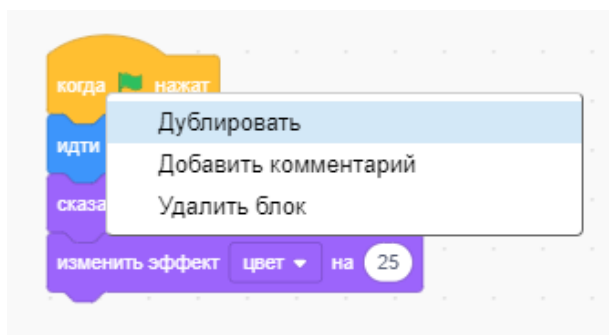 когда нажат
Дублировать
идти
Добавить комментарий
сказа
Удалить блок
изменить эффект цвет на 25